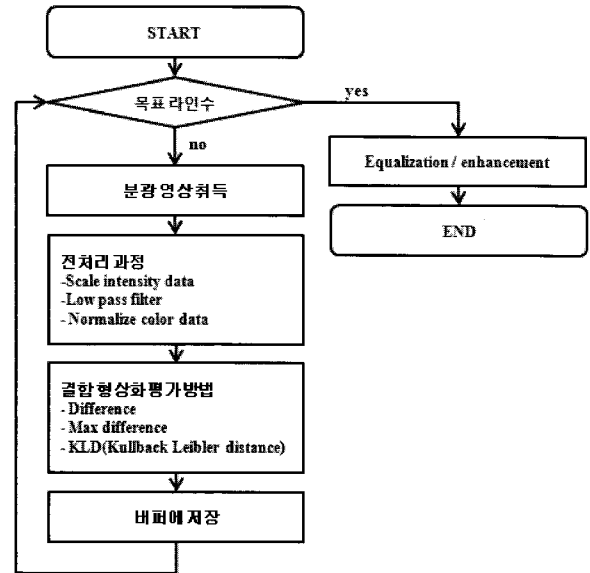 START
목표 라인수
yes
no
Equalization / enhancement
END
분광 영상취득
전처리 과정
-Scale intensity data
-Low pass filter
- Normalize color data
결함 형상화평가방법
- Difference
- Max difference
- KLD(Kullback Leibler distance)
버퍼에 저장